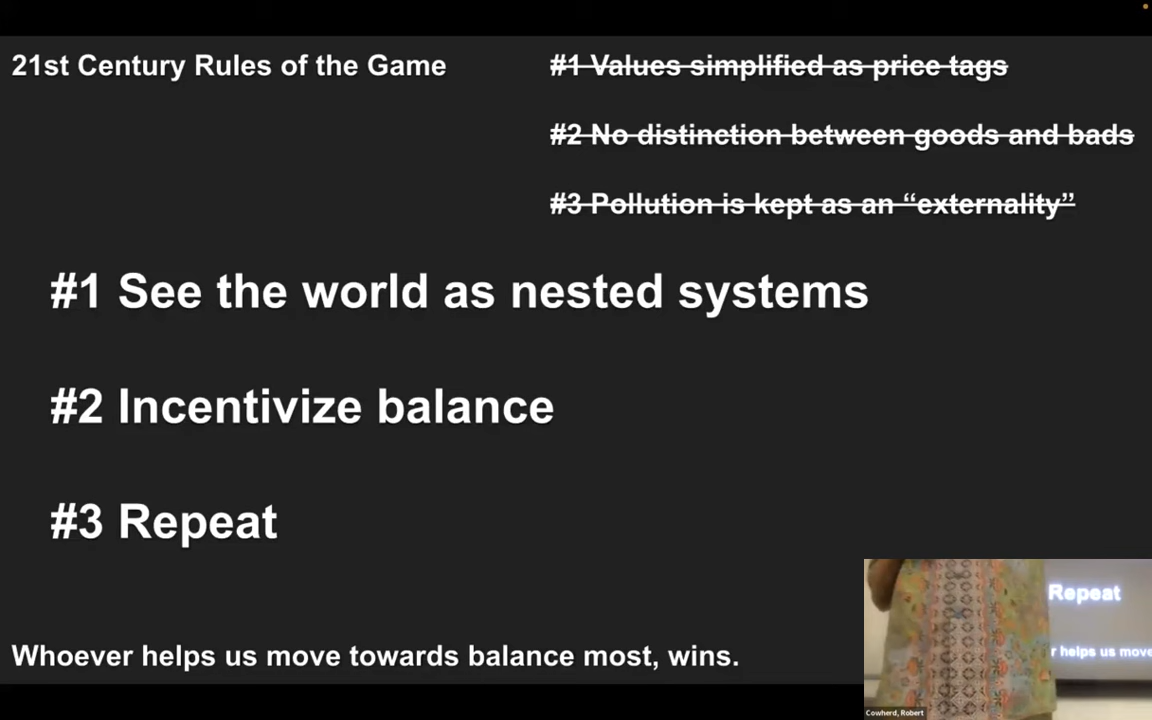 21st Century Rules of the Game
#1 Values simplified as price tags
#2 No distinction between goods and bads
#3 Pollution is kept as an “externality”
#1 See the world as nested systems
#2 Incentivize balance
#3 Repeat
Whoever helps us move towards balance most, wins.
Repeat
r helps us move
Cowherd, Robert